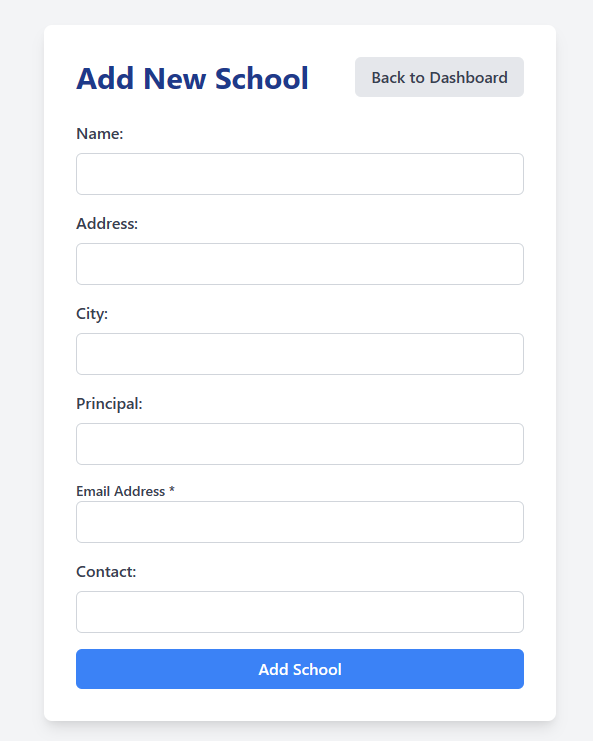 Add New School
Back to Dashboard
Name:
Address:
City:
Principal:
Email Address *
Contact:
Add School